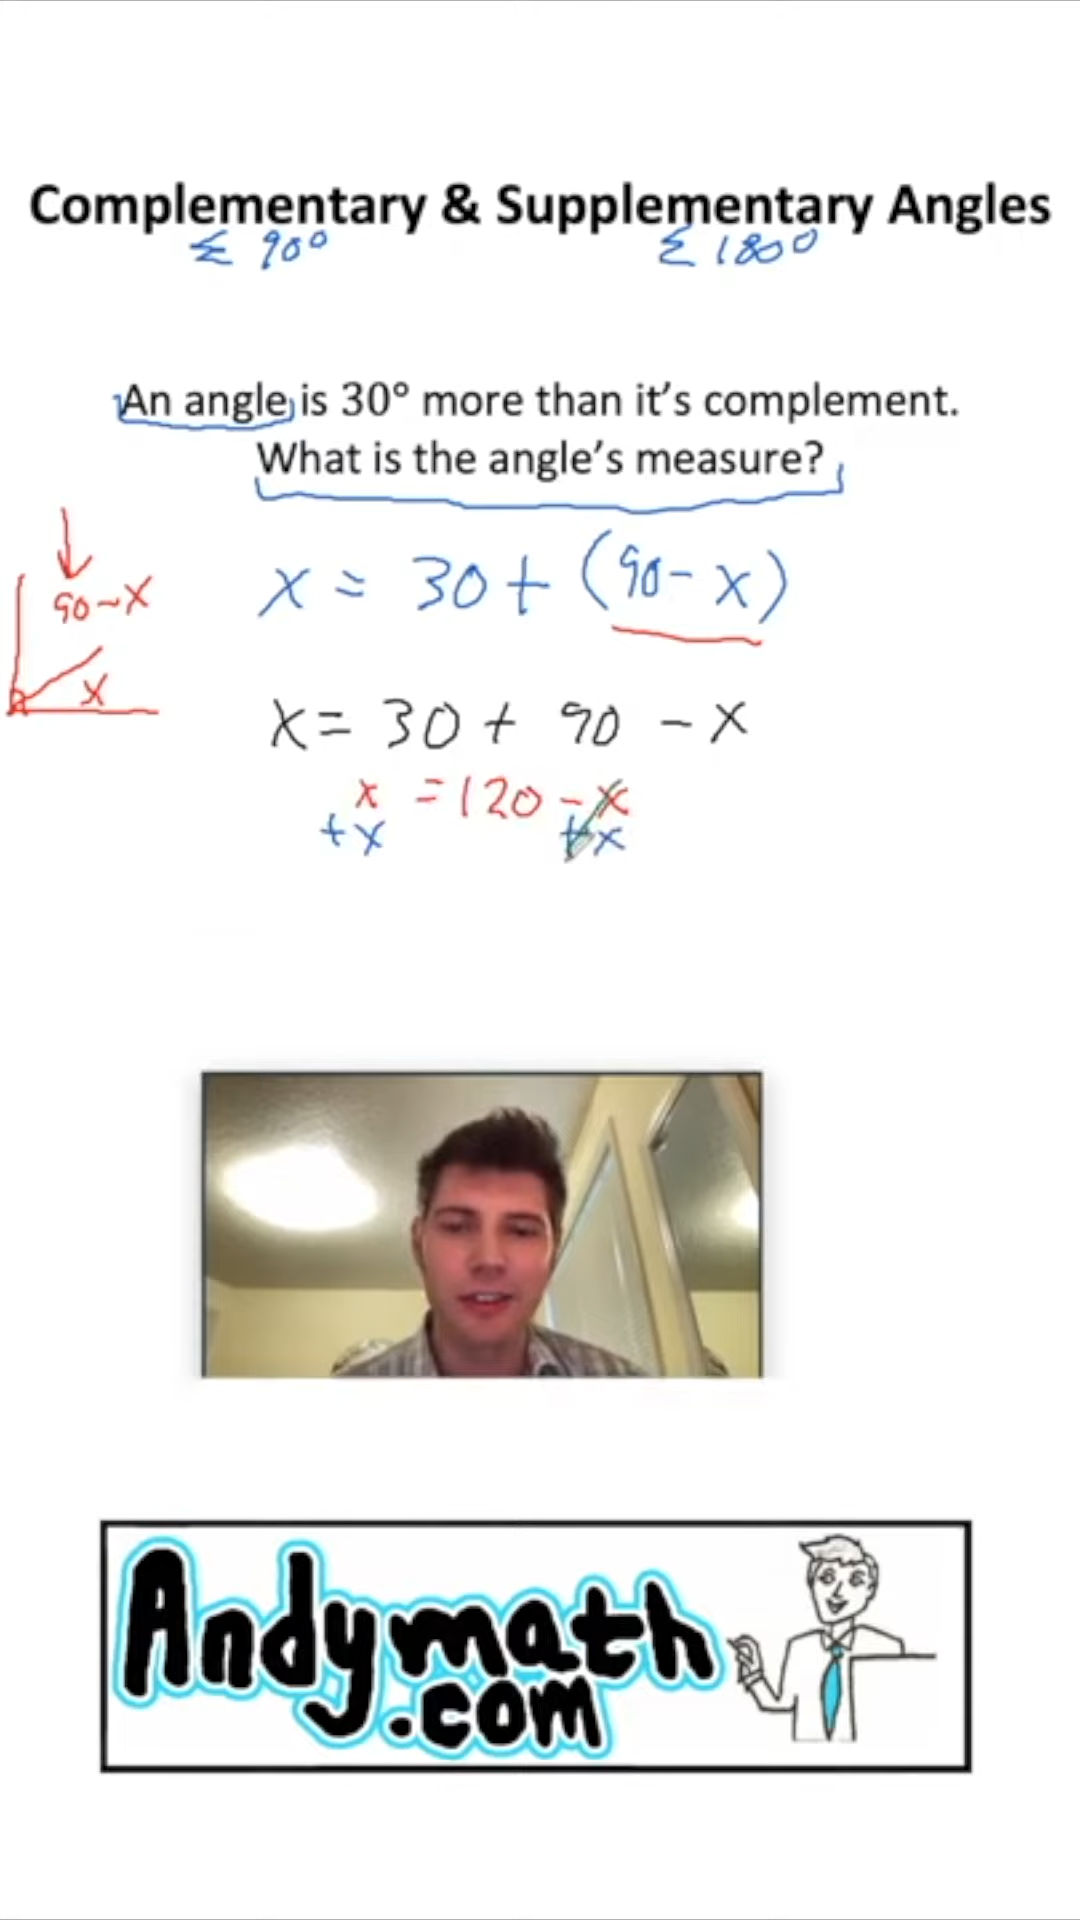 Complementary & Supplementary Angles
Σ 90° Σ 180°
An angle is 30° more than it's complement.
What is the angle's measure?
x = 30 + (90 - x)
90 - x
x
x = 30 + 90 - x
x = 120 - x
+ x + x
Andymath
.com